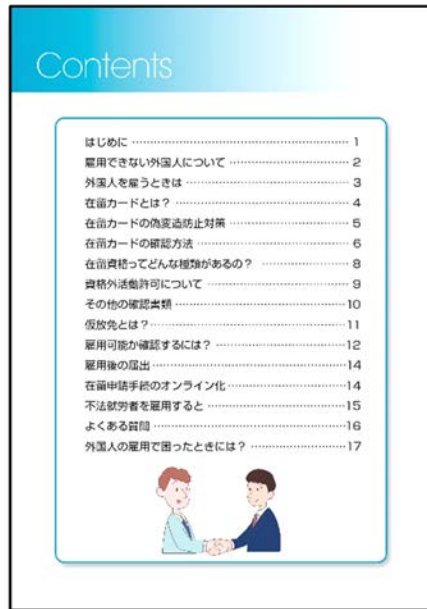 Contents
はじめに ………………………………………… 1
雇用できない外国人について ………………… 2
外国人を雇うときは …………………………… 3
在留カードとは？ ……………………………… 4
在留カードの偽変造防止対策 ………………… 5
在留カードの確認方法 ………………………… 6
在留資格ってどんな種類があるの？ ………… 8
資格外活動許可について ……………………… 9
その他の確認書類 ……………………………… 10
仮放免とは？ …………………………………… 11
雇用可能か確認するには？ …………………… 12
雇用後の届出 …………………………………… 14
在留申請手続のオンライン化 ………………… 14
不法就労者を雇用すると ……………………… 15
よくある質問 …………………………………… 16
外国人の雇用で困ったときには？ …………… 17